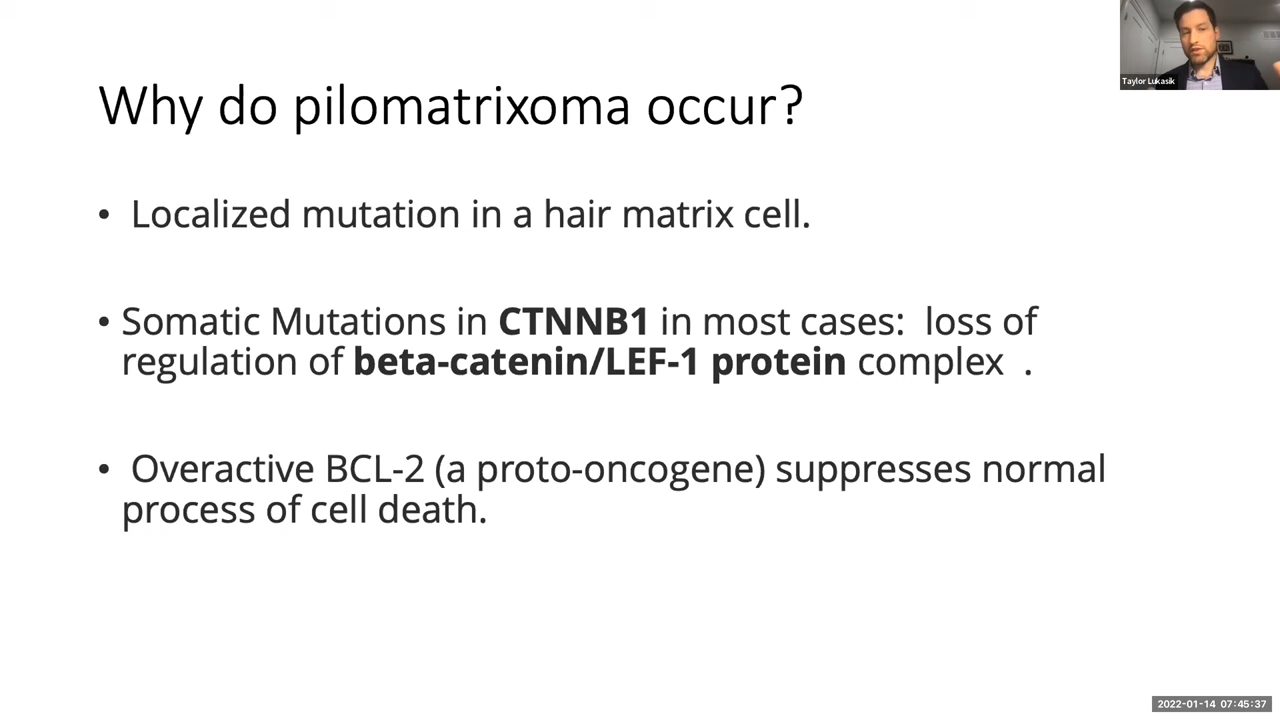 Taylor Lukasik
Why do pilomatrixoma occur?
• Localized mutation in a hair matrix cell.
• Somatic Mutations in CTNNB1 in most cases:  loss of
regulation of beta-catenin/LEF-1 protein complex  .
• Overactive BCL-2 (a proto-oncogene) suppresses normal
process of cell death.
2022-01-14 07:45:37